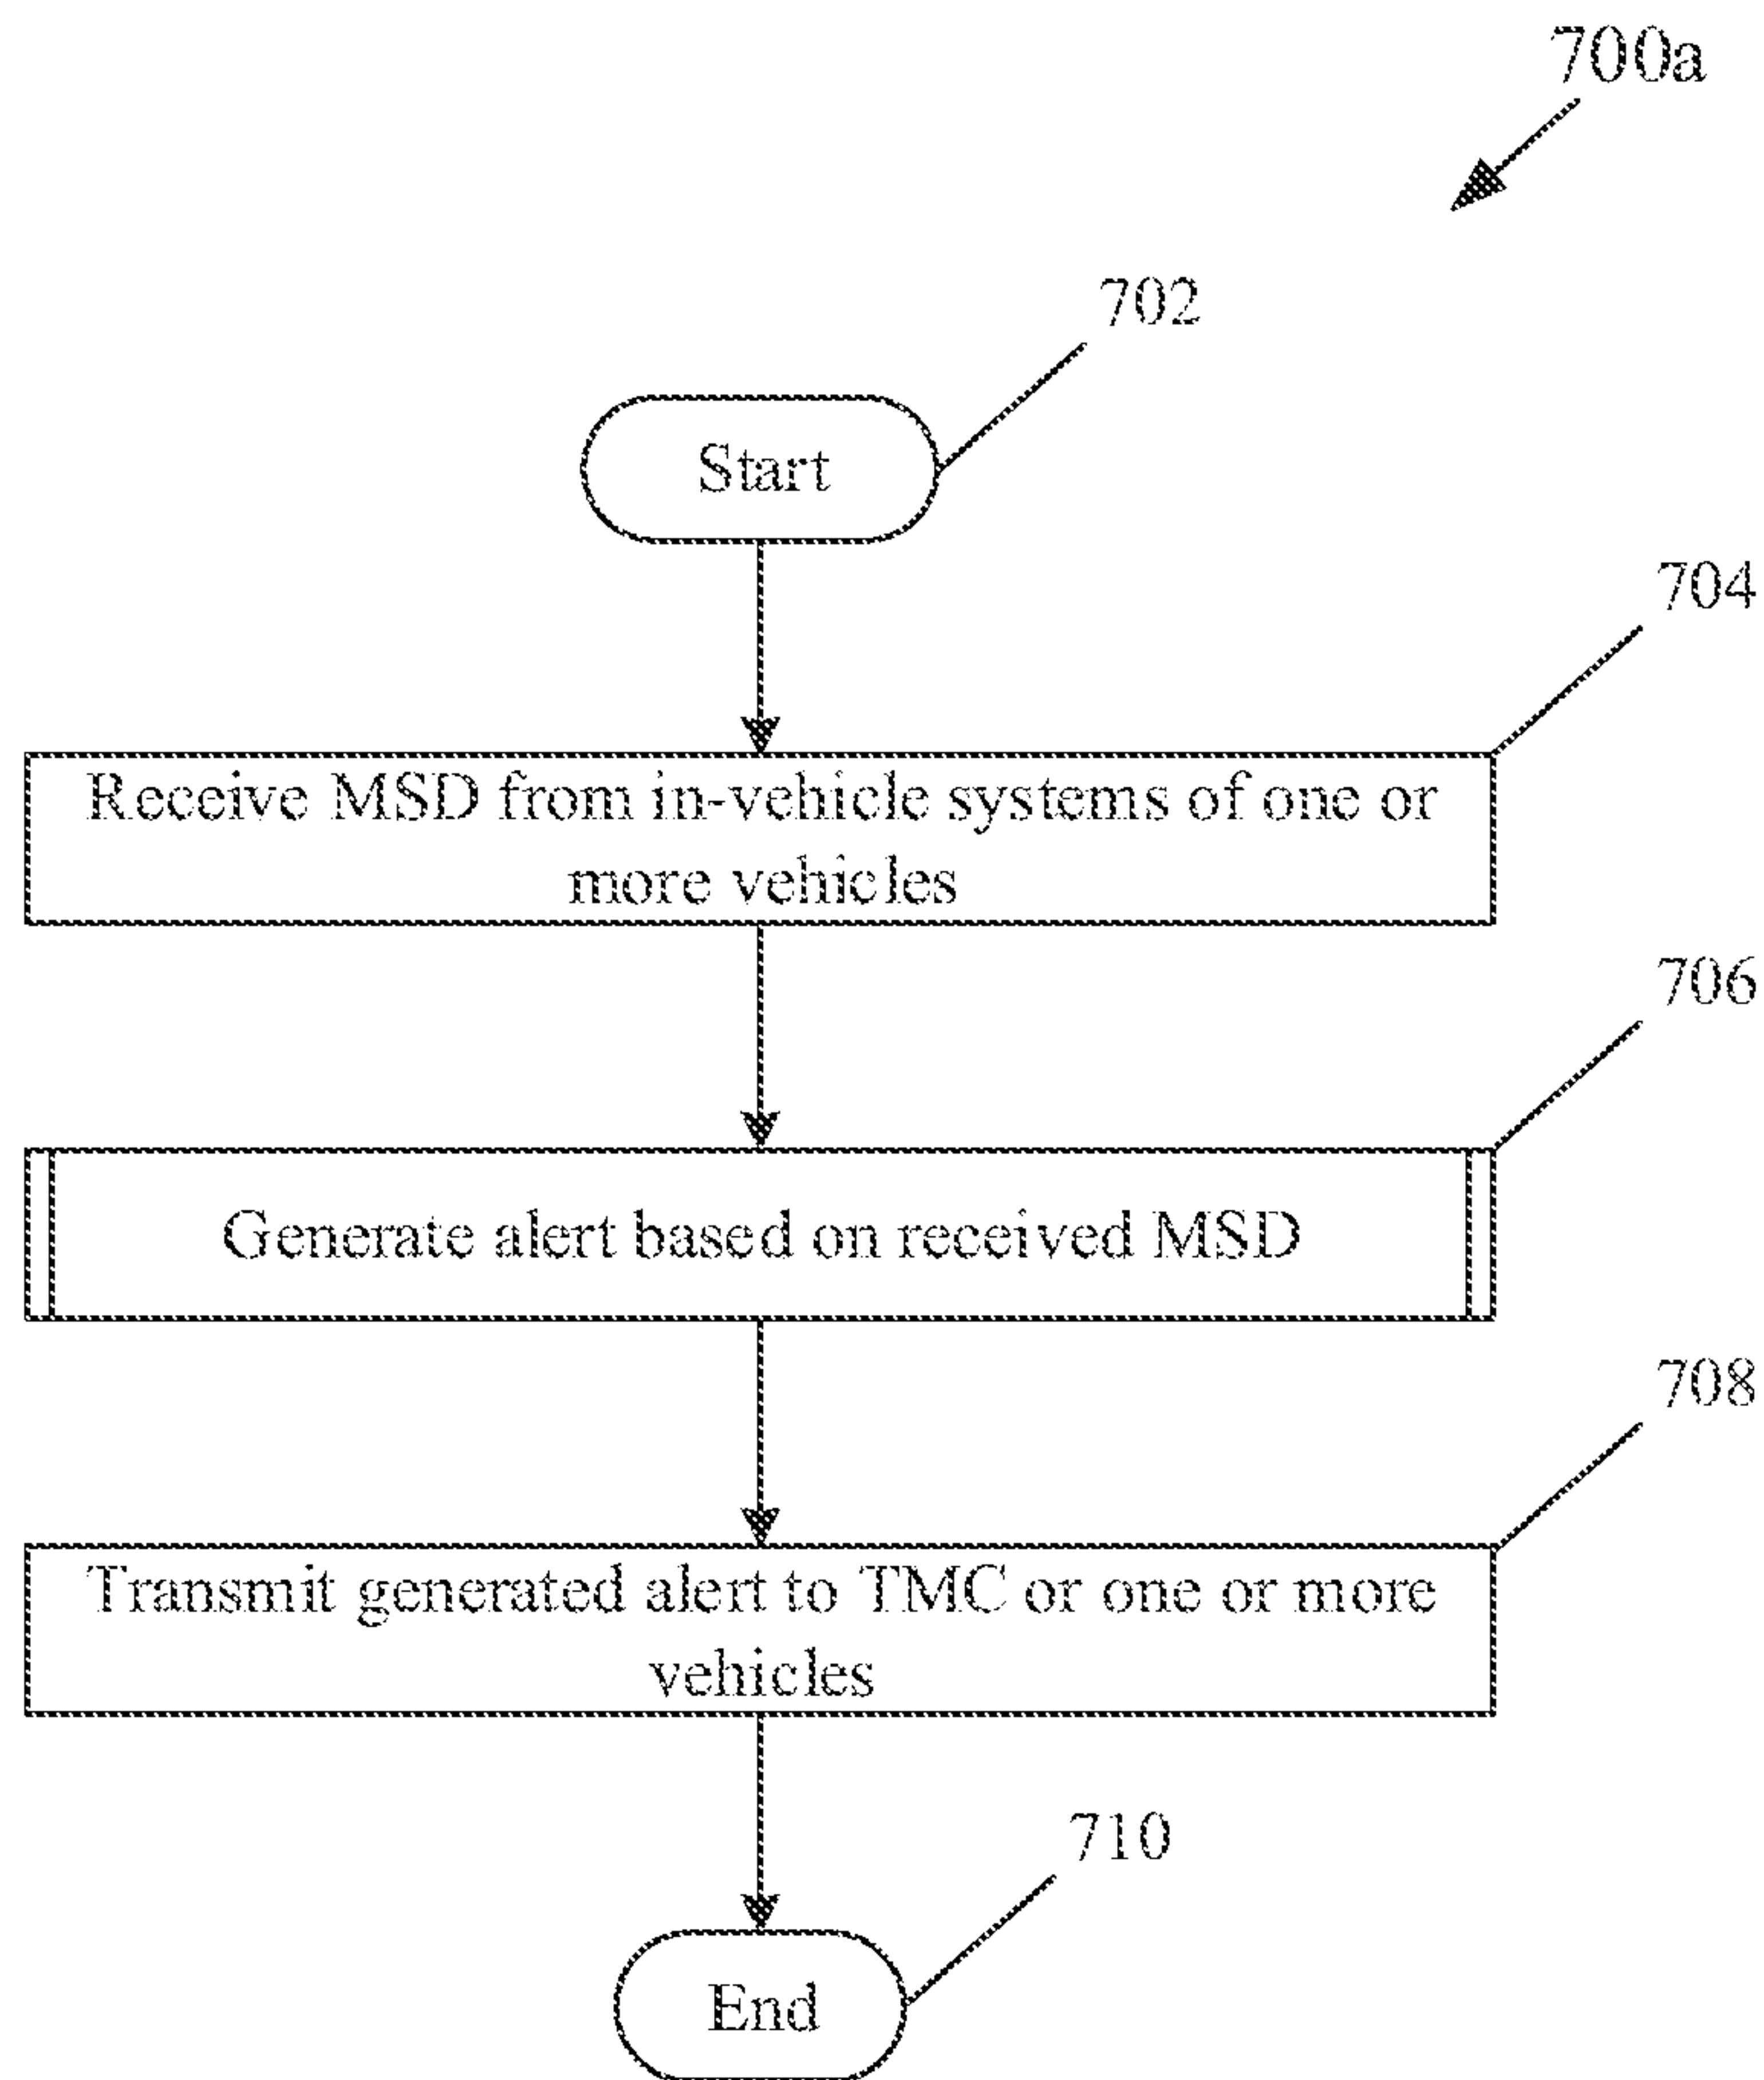 700a
702
Start
704
Receive MSD from in-vehicle systems of one or
more vehicles
706
Generate alert based on received MSD
708
Transmit generated alert to TMC or one or more
vehicles
710
End